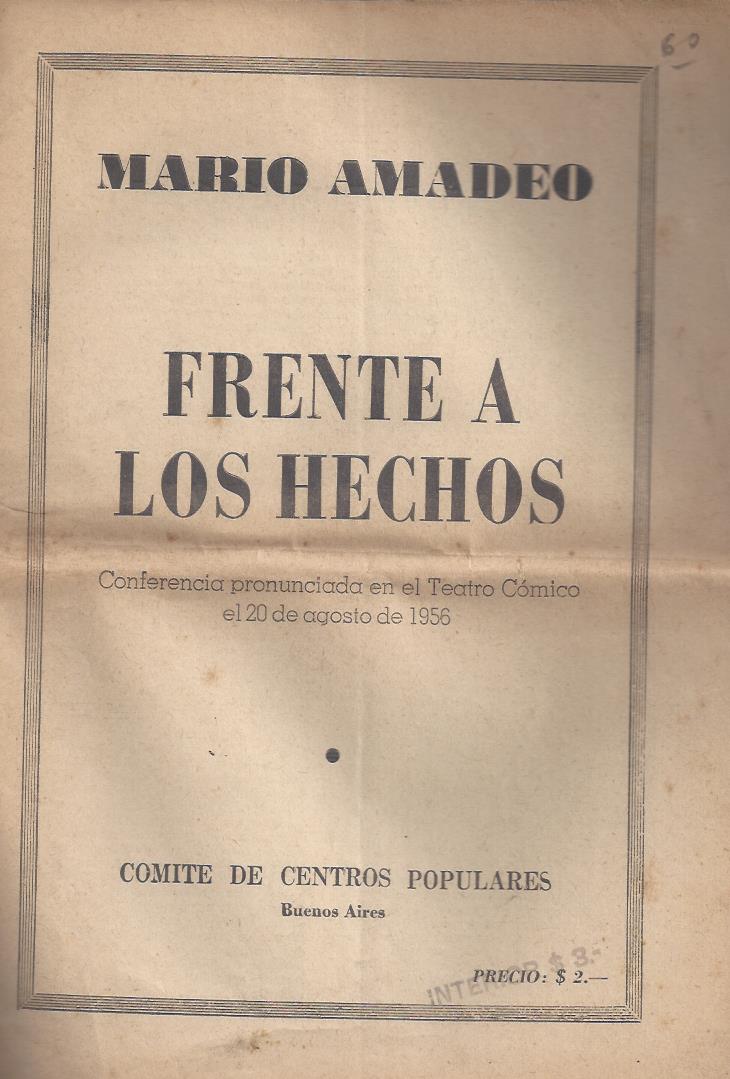 60
MARIO AMADEO
FRENTE A
LOS HECHOS
Conferencia pronunciada en el Teatro Cómico
el 20 de agosto de 1956
COMITE DE CENTROS POPULARES
Buenos Aires
PRECIO: $ 2.—
INTERIOR $ 3.-